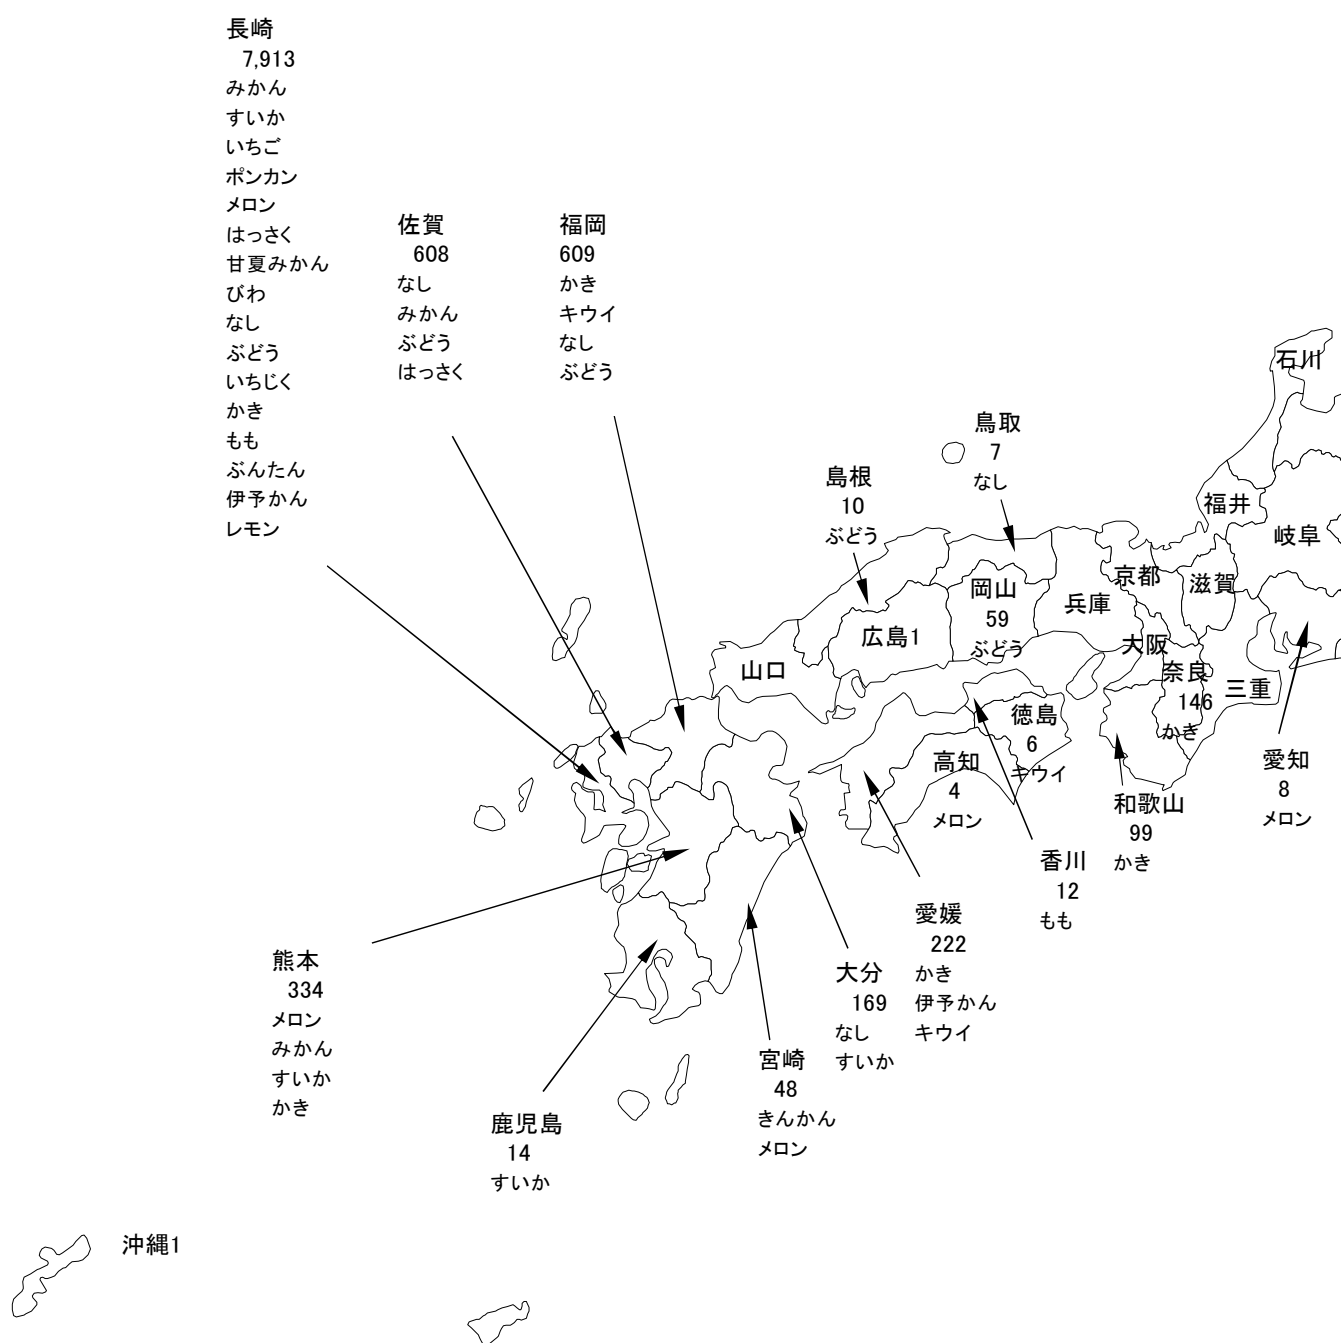 長崎
7,913
みかん
すいか
いちご
ポンカン
メロン
はっさく
甘夏みかん
びわ
なし
ぶどう
いちじく
かき
もも
ぶんたん
伊予かん
レモン
佐賀
608
なし
みかん
ぶどう
はっさく
福岡
609
かき
キウイ
なし
ぶどう
石川
鳥取
7
なし
島根
10
ぶどう
福井
岐阜
京都
滋賀
兵庫
岡山
59
ぶどう
広島1
山口
大阪
奈良
146
かき
三重
徳島
6
キウイ
高知
4
メロン
愛知
8
メロン
和歌山
99
かき
香川
12
もも
愛媛
222
かき
伊予かん
キウイ
大分
169
なし
すいか
熊本
334
メロン
みかん
すいか
かき
宮崎
48
きんかん
メロン
鹿児島
14
すいか
沖縄1